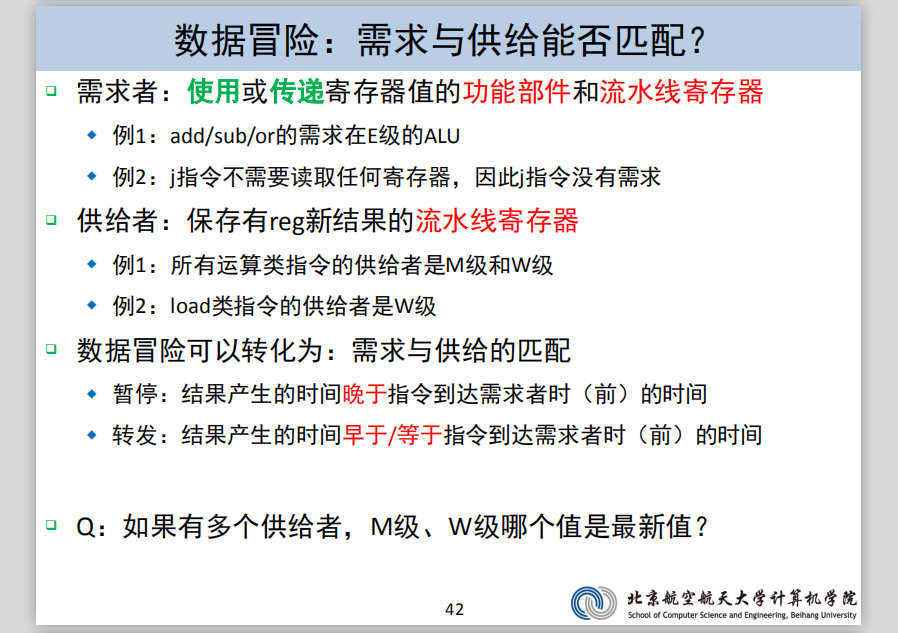 数据冒险：需求与供给能否匹配？
需求者：使用或传递寄存器值的功能部件和流水线寄存器
例1：add/sub/or的需求在E级的ALU
例2：j指令不需要读取任何寄存器，因此j指令没有需求
供给者：保存有reg新结果的流水线寄存器
例1：所有运算类指令的供给者是M级和W级
例2：load类指令的供给者是W级
数据冒险可以转化为：需求与供给的匹配
暂停：结果产生的时间晚于指令到达需求者时（前）的时间
转发：结果产生的时间早于/等于指令到达需求者时（前）的时间
Q：如果有多个供给者，M级、W级哪个值是最新值？
42
北京航空航天大学计算机学院
School of Computer Science and Engineering, Beihang University